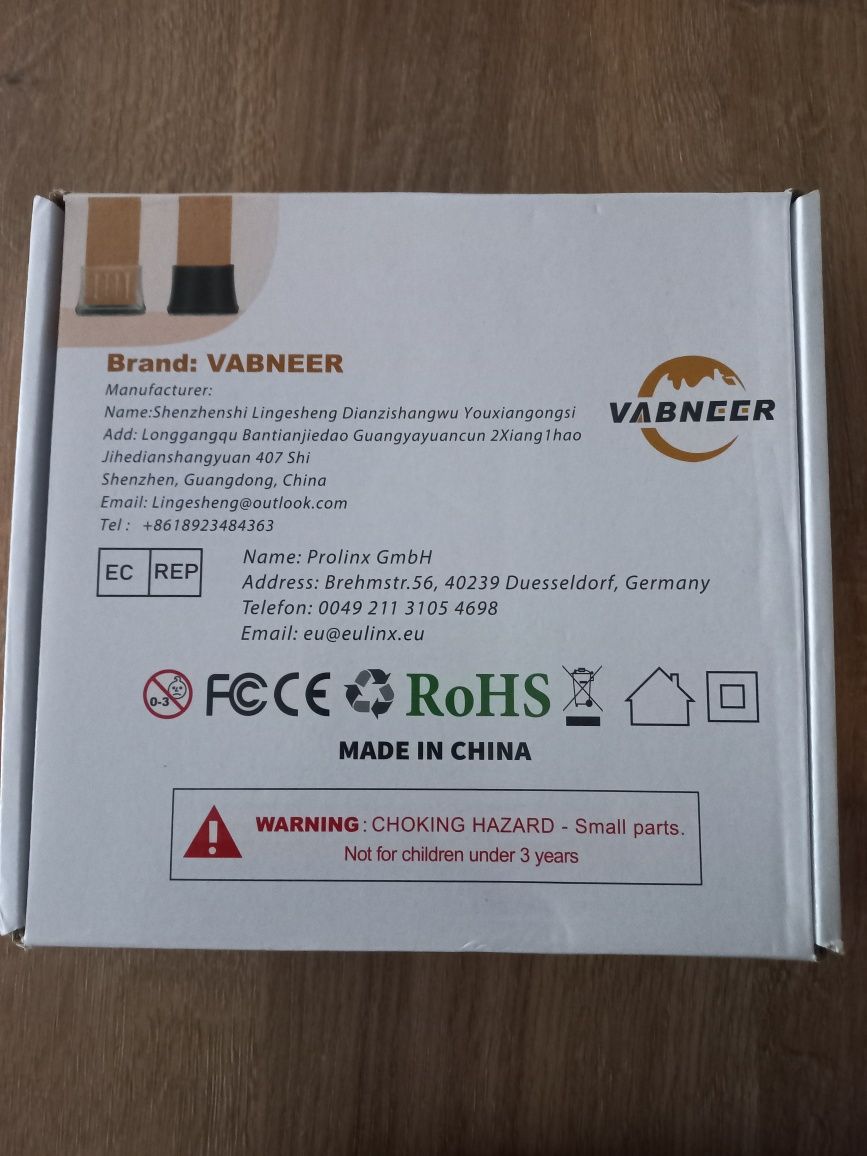 Brand: VABNEER
Manufacturer:
Name:Shenzhenshi Lingesheng Dianzishangwu Youxiangongsi
Add: Longgangqu Bantianjiedao Guangyayuancun 2Xiang1hao
Jihedianshangyuan 407 Shi
Shenzhen, Guangdong, China
Email: Lingesheng@outlook.com
Tel : +8618923484363
VABNEER
EC REP
Name: Prolinx GmbH
Address: Brehmstr.56, 40239 Duesseldorf, Germany
Telefon: 0049 211 3105 4698
Email: eu@eulinx.eu
0-3 FC CE RoHS
MADE IN CHINA
! WARNING : CHOKING HAZARD - Small parts.
Not for children under 3 years